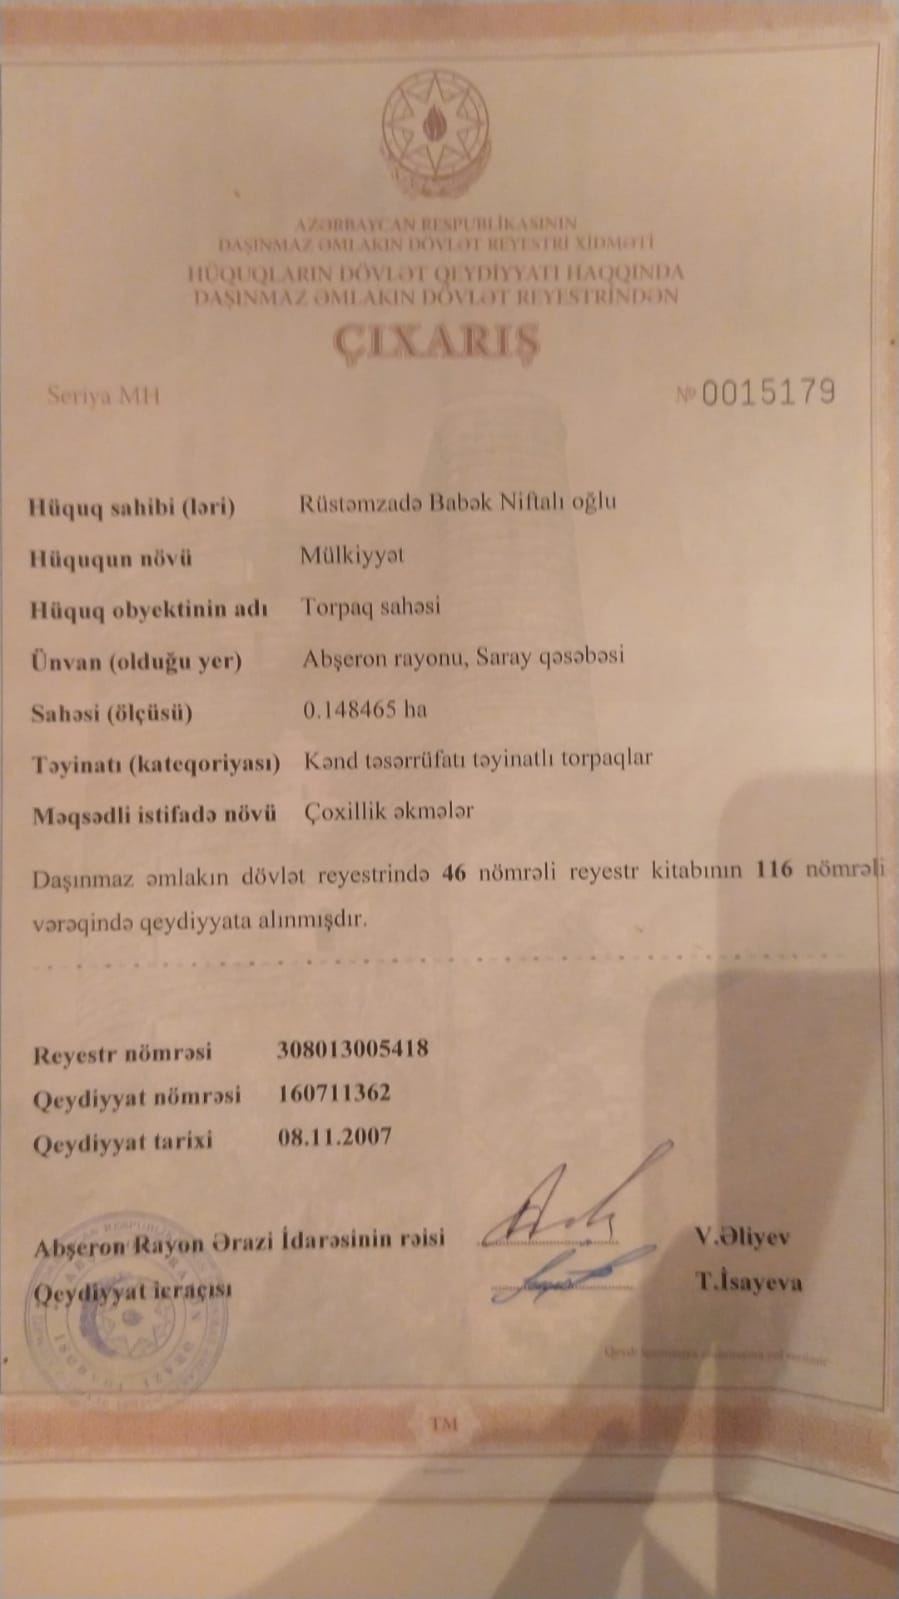 AZƏRBAYCAN RESPUBLİKASININ
DAŞINMAZ ƏMLAKIN DÖVLƏT REYESTRİ XİDMƏTİ
HÜQUQLARIN DÖVLƏT QEYDİYYATI HAQQINDA
DAŞINMAZ ƏMLAKIN DÖVLƏT REYESTRİNDƏN
ÇIXARIŞ
Seriya MH № 0015179
Hüquq sahibi (ləri) Rüstəmzadə Babək Niftalı oğlu
Hüququn növü Mülkiyyət
Hüquq obyektinin adı Torpaq sahəsi
Ünvan (olduğu yer) Abşeron rayonu, Saray qəsəbəsi
Sahəsi (ölçüsü) 0.148465 ha
Təyinatı (kateqoriyası) Kənd təsərrüfatı təyinatlı torpaqlar
Məqsədli istifadə növü Çoxillik əkmələr
Daşınmaz əmlakın dövlət reyestrində 46 nömrəli reyestr kitabının 116 nömrəli
vərəqində qeydiyyata alınmışdır.
Reyestr nömrəsi 308013005418
Qeydiyyat nömrəsi 160711362
Qeydiyyat tarixi 08.11.2007
Abşeron Rayon Ərazi İdarəsinin rəisi V.Əliyev
Qeydiyyat icraçısı T.İsayeva
TM